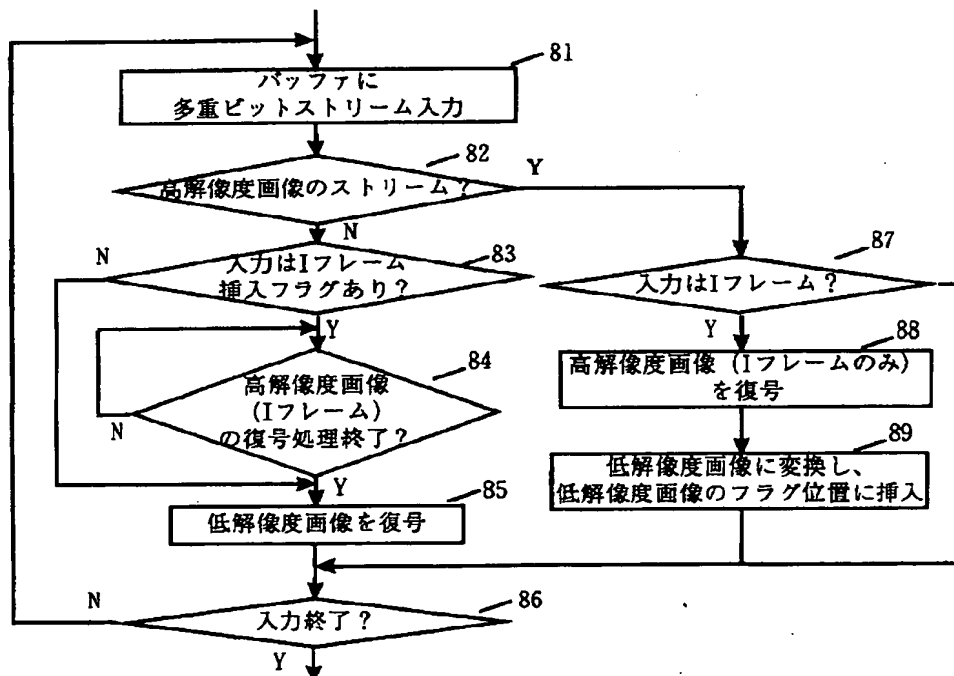 81
バッファに
多重ビットストリーム入力
82
高解像度画像のストリーム？
Y
N
83
N
入力はIフレーム
挿入フラグあり？
Y
84
高解像度画像
(Iフレーム)
の復号処理終了？
N
Y
85
低解像度画像を復号
86
N
入力終了？
Y
87
入力はIフレーム？
Y
88
高解像度画像 (Iフレームのみ)
を復号
89
低解像度画像に変換し、
低解像度画像のフラグ位置に挿入